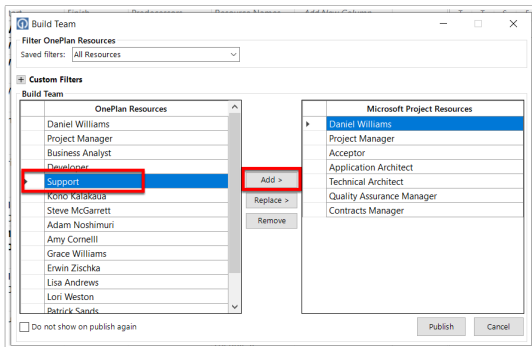 Build Team
Filter OnePlan Resources
Saved filters: All Resources
Custom Filters
Build Team
OnePlan Resources
Daniel Williams
Project Manager
Business Analyst
Developer
Support
Kono Kalakaua
Steve McGarrett
Adam Noshimuri
Amy Cornelll
Grace Williams
Erwin Zischka
Lisa Andrews
Lori Weston
Patrick Sands
Add >
Replace >
Remove
Microsoft Project Resources
Daniel Williams
Project Manager
Acceptor
Application Architect
Technical Architect
Quality Assurance Manager
Contracts Manager
Do not show on publish again
Publish
Cancel